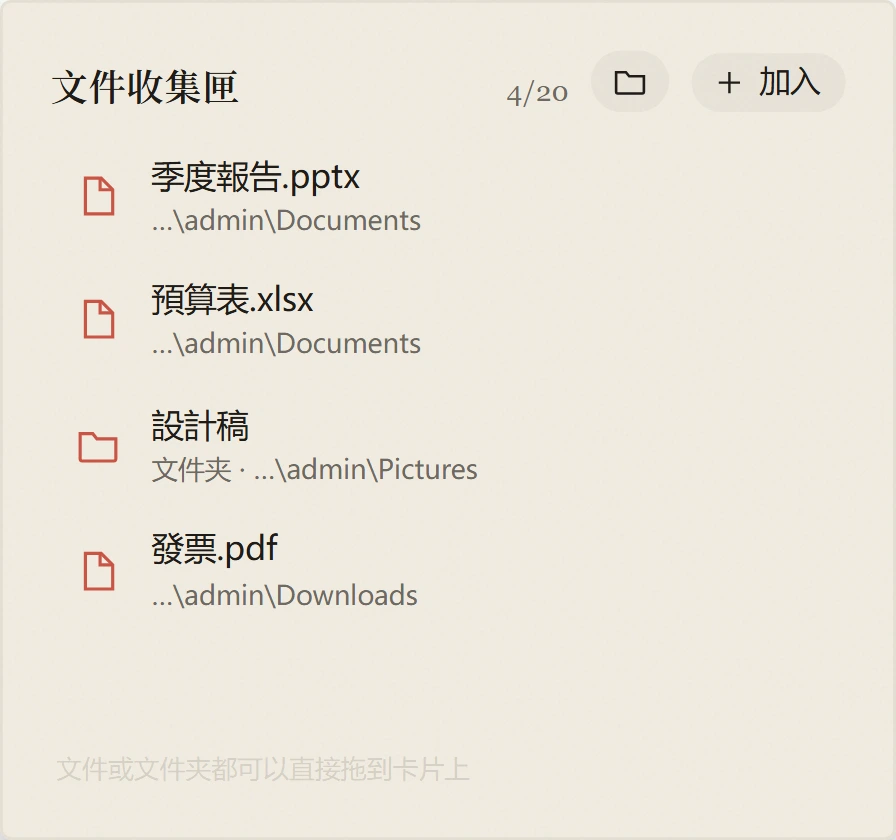 文件收集匣
4/20
+ 加入
季度報告.pptx
...\admin\Documents
預算表.xlsx
...\admin\Documents
設計稿
文件夹 · ...\admin\Pictures
發票.pdf
...\admin\Downloads
文件或文件夹都可以直接拖到卡片上